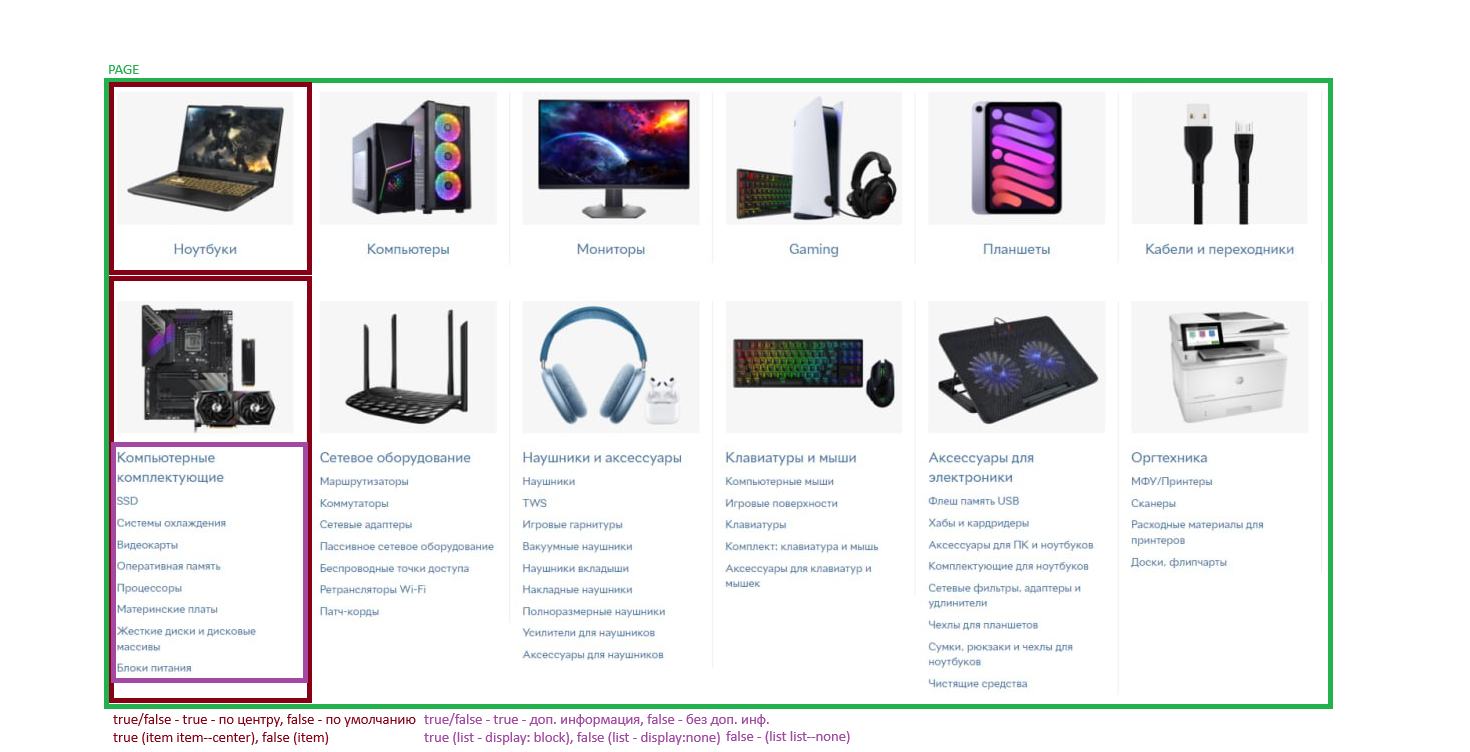 PAGE
Ноутбуки
Компьютеры
Мониторы
Gaming
Планшеты
Кабели и переходники
Компьютерные
комплектующие
SSD
Системы охлаждения
Видеокарты
Оперативная память
Процессоры
Материнские платы
Жесткие диски и дисковые
массивы
Блоки питания
Сетевое оборудование
Маршрутизаторы
Коммутаторы
Сетевые адаптеры
Пассивное сетевое оборудование
Беспроводные точки доступа
Ретрансляторы Wi-Fi
Патч-корды
Наушники и аксессуары
Наушники
TWS
Игровые гарнитуры
Вакуумные наушники
Наушники вкладыши
Накладные наушники
Полноразмерные наушники
Усилители для наушников
Аксессуары для наушников
Клавиатуры и мыши
Компьютерные мыши
Игровые поверхности
Клавиатуры
Комплект: клавиатура и мышь
Аксессуары для клавиатур и
мышек
Аксессуары для
электроники
Флеш память USB
Хабы и кардридеры
Аксессуары для ПК и ноутбуков
Комплектующие для ноутбуков
Сетевые фильтры, адаптеры и
удлинители
Чехлы для планшетов
Сумки, рюкзаки и чехлы для
ноутбуков
Чистящие средства
Оргтехника
МФУ/Принтеры
Сканеры
Расходные материалы для
принтеров
Доски, флипчарты
true/false - true - по центру, false - по умолчанию
true (item item--center), false (item)
true/false - true - доп. информация, false - без доп. инф.
true (list - display: block), false (list - display:none)
false - (list list--none)